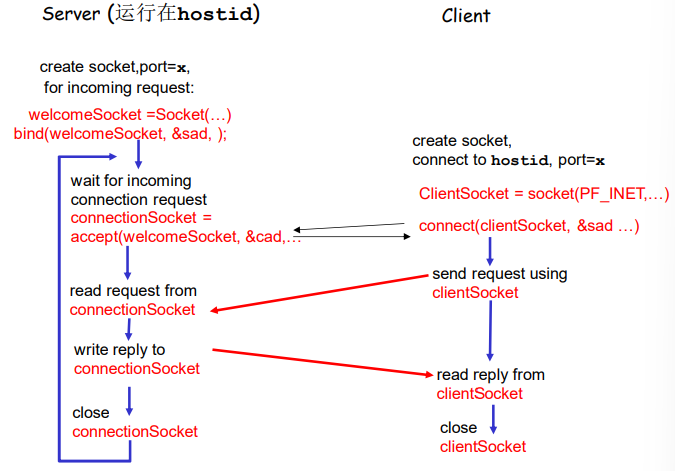 Server (运行在hostid)
create socket,port=x,
for incoming request:
welcomeSocket =Socket(…)
bind(welcomeSocket, &sad, );
wait for incoming
connection request
connectionSocket =
accept(welcomeSocket, &cad,…
read request from
connectionSocket
write reply to
connectionSocket
close
connectionSocket
Client
create socket,
connect to hostid, port=x
ClientSocket = socket(PF_INET,…)
connect(clientSocket, &sad …)
send request using
clientSocket
read reply from
clientSocket
close
clientSocket